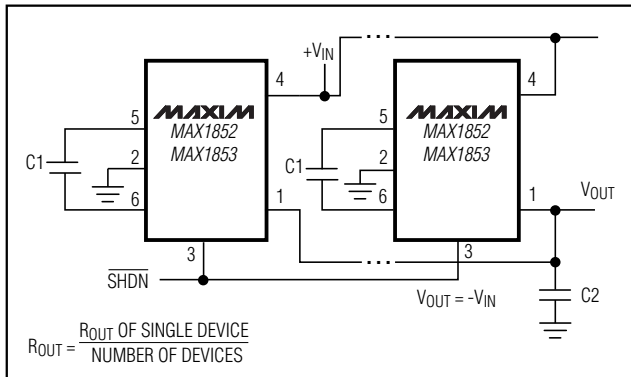 +VIN
4
4
MAXIM
MAX1852
MAX1853
MAXIM
MAX1852
MAX1853
5
5
C1
2
C1
2
6
1
6
1
VOUT
3
3
SHDN
VOUT = -VIN
C2
ROUT = ROUT OF SINGLE DEVICE
NUMBER OF DEVICES